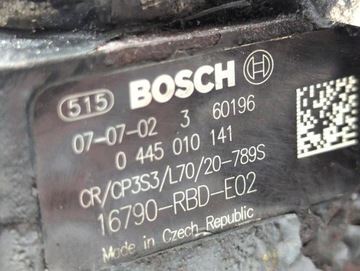 515 BOSCH
07-07-02 3 60196
0 445 010 141
CR/CP3S3/L70/20-789S
16790-RBD-E02
Made in Czech Republic